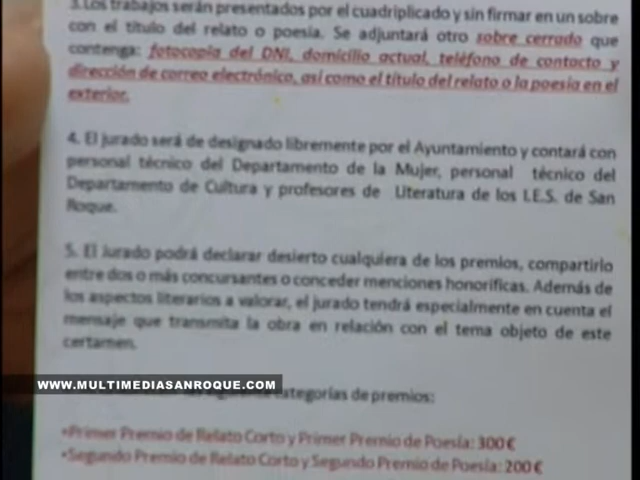 3.Los trabajos serán presentados por el cuadriplicado y sin firmar en un sobre
con el título del relato o poesía. Se adjuntará otro sobre cerrado que
contenga: fotocopia del DNI, domicilio actual, teléfono de contacto y
dirección de correo electrónico, así como el título del relato o la poesía en el
exterior.
4. El jurado será de designado libremente por el Ayuntamiento y contará con
personal técnico del Departamento de la Mujer, personal técnico del
Departamento de Cultura y profesores de Literatura de los I.E.S. de San
Roque.
5. El Jurado podrá declarar desierto cualquiera de los premios, compartirlo
entre dos o más concursantes o conceder menciones honoríficas. Además de
los aspectos literarios a valorar, el jurado tendrá especialmente en cuenta el
mensaje que transmita la obra en relación con el tema objeto de este
certamen.
WWW.MULTIMEDIASANROQUE.COM
categorías de premios:
•Primer Premio de Relato Corto y Primer Premio de Poesía: 300 €
•Segundo Premio de Relato Corto y Segundo Premio de Poesía: 200 €